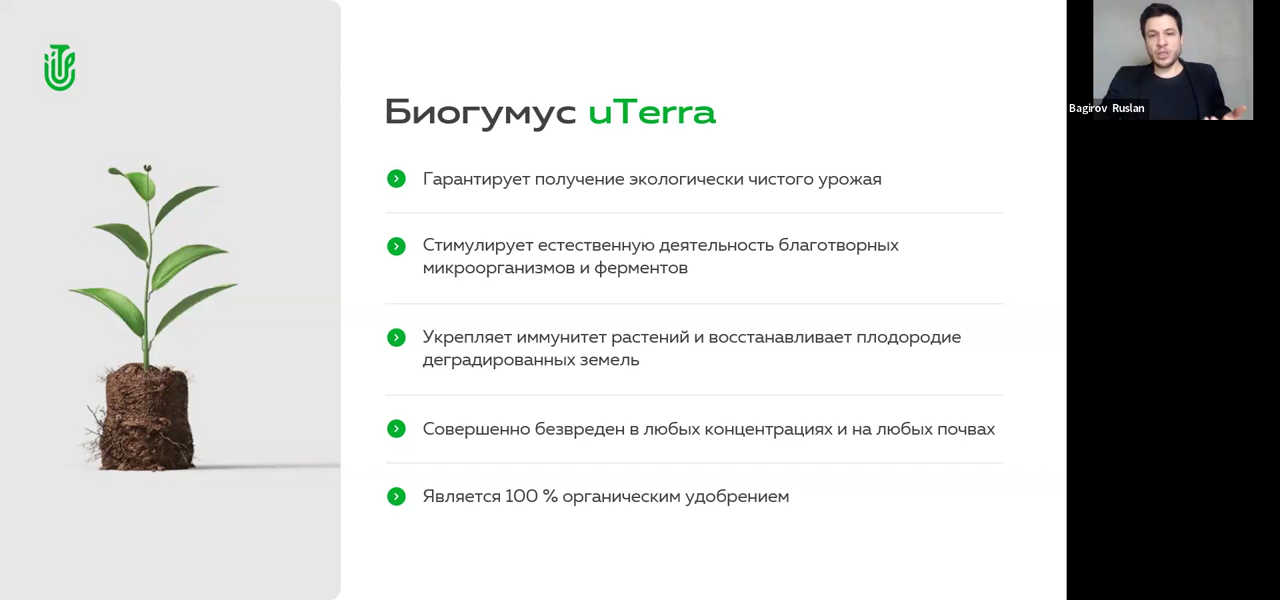 Биогумус uTerra
Гарантирует получение экологически чистого урожая
Стимулирует естественную деятельность благотворных
микроорганизмов и ферментов
Укрепляет иммунитет растений и восстанавливает плодородие
деградированных земель
Совершенно безвреден в любых концентрациях и на любых почвах
Является 100 % органическим удобрением
Bagirov Ruslan